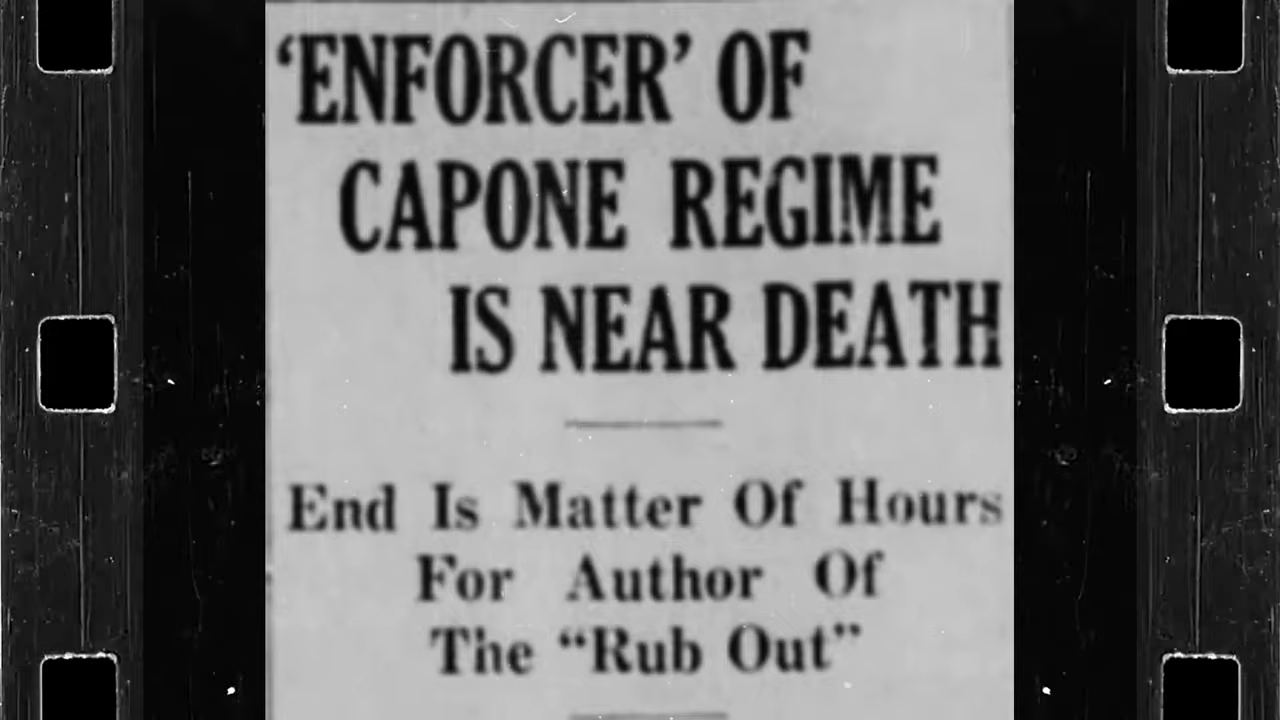 ‘ENFORCER’ OF
CAPONE REGIME
IS NEAR DEATH
End Is Matter Of Hours
For Author Of
The “Rub Out”